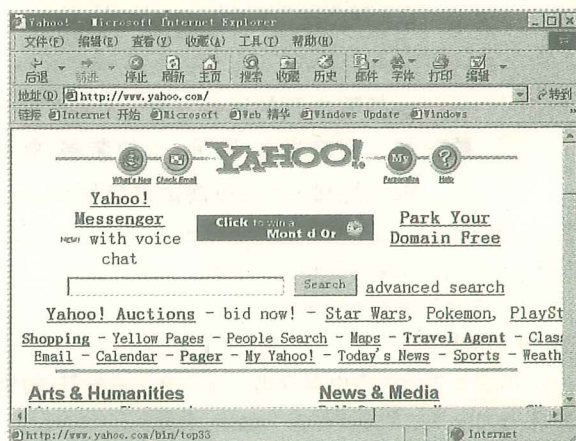 Yahoo! - Microsoft Internet Explorer
文件(F) 编辑(E) 查看(V) 收藏(A) 工具(T) 帮助(H)
后退 前进 停止 刷新 主页 搜索 收藏 历史 邮件 字体 打印 编辑
地址(D) http://www.yahoo.com/ 转到
链接 Internet 开始 Microsoft Web 精华 Windows Update Windows
YAHOO!
What's New Check Email Personalize My Help ?
Yahoo!
Messenger
NEW! with voice
chat
Click to win a
Mont d Or
Park Your
Domain Free
Search advanced search
Yahoo! Auctions - bid now! - Star Wars, Pokemon, PlaySt
Shopping - Yellow Pages - People Search - Maps - Travel Agent - Clas
Email - Calendar - Pager - My Yahoo! - Today's News - Sports - Weath
Arts & Humanities News & Media
http://www.yahoo.com/bin/top33 Internet